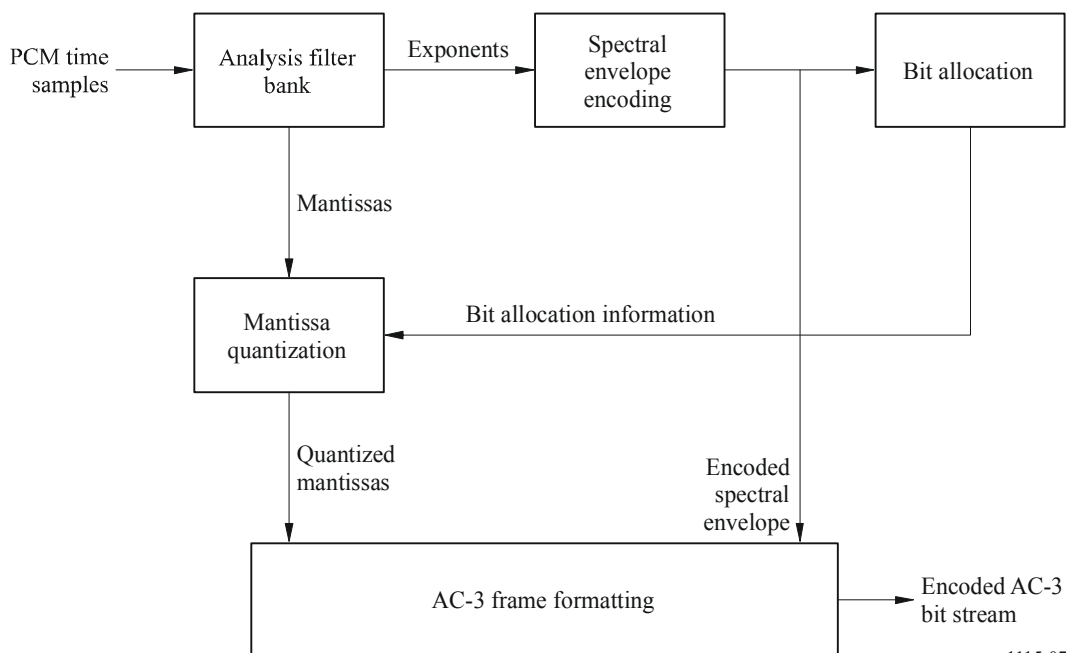 PCM time
samples
Analysis filter
bank
Exponents
Spectral
envelope
encoding
Bit allocation
Mantissas
Mantissa
quantization
Bit allocation information
Quantized
mantissas
Encoded
spectral
envelope
AC-3 frame formatting
Encoded AC-3
bit stream